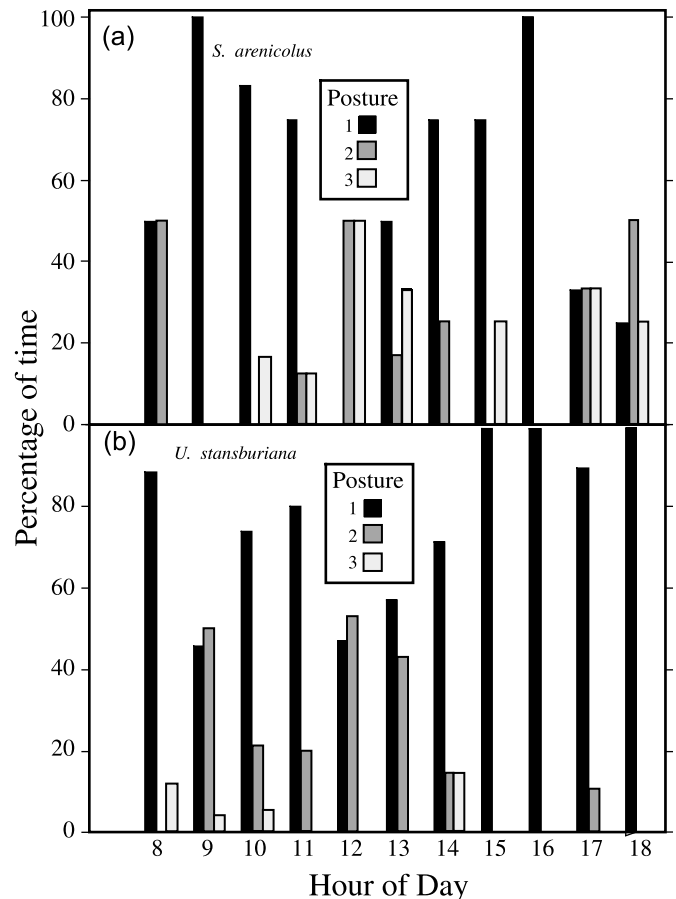 Percentage of time
100
80
60
40
20
0
(a)
S. arenicolus
Posture
1
2
3
80
60
40
20
0
(b)
U. stansburiana
Posture
1
2
3
8 9 10 11 12 13 14 15 16 17 18
Hour of Day